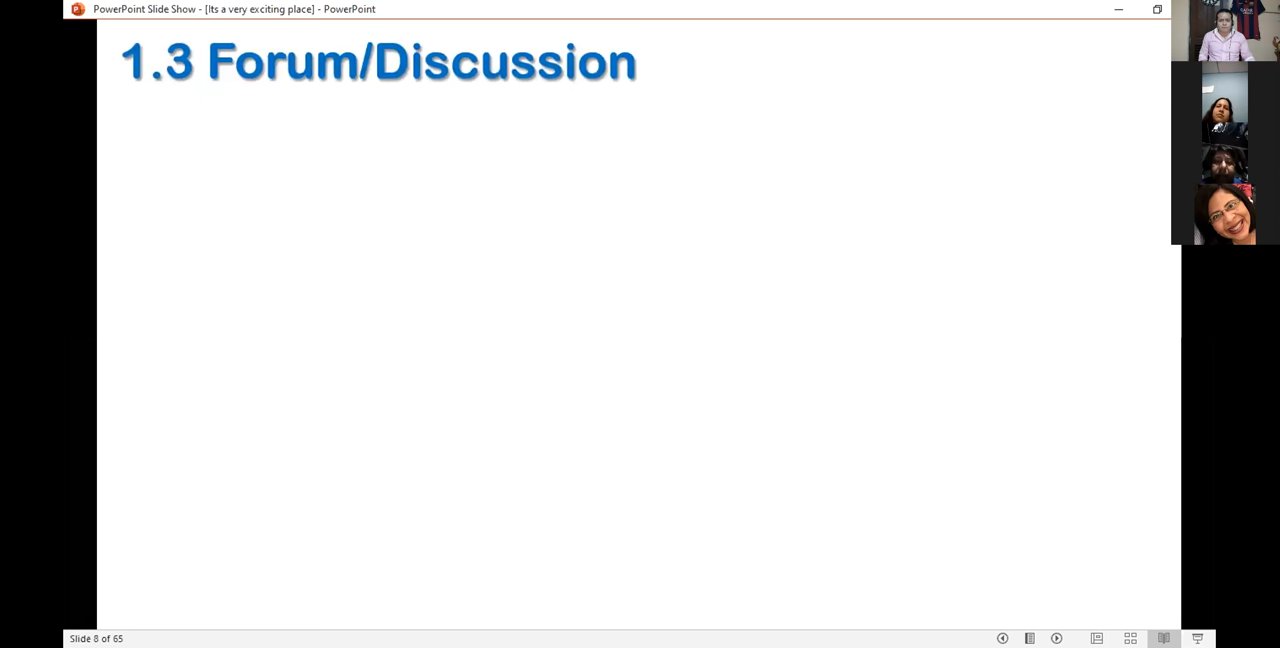 PowerPoint Slide Show - [Its a very exciting place] - PowerPoint
1.3 Forum/Discussion
Slide 8 of 65